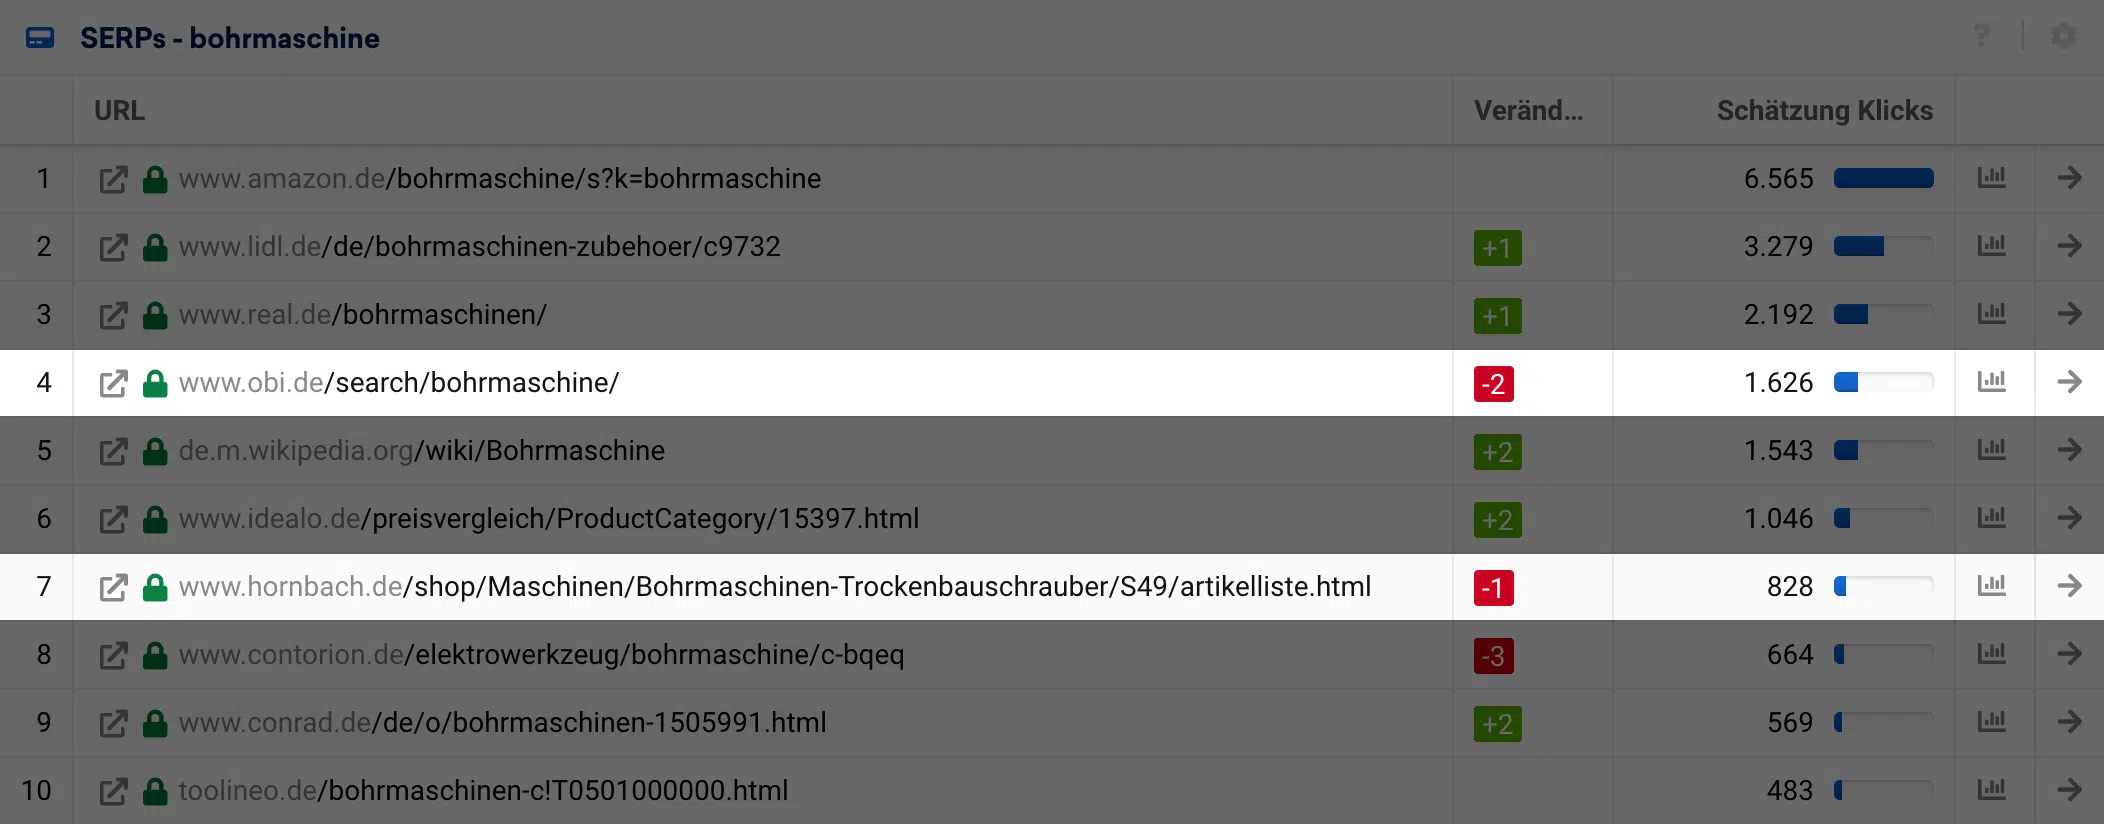 SERPs - bohrmaschine ?
URL Veränd... Schätzung Klicks
1 www.amazon.de/bohrmaschine/s?k=bohrmaschine 6.565
2 www.lidl.de/de/bohrmaschinen-zubehoer/c9732 +1 3.279
3 www.real.de/bohrmaschinen/ +1 2.192
4 www.obi.de/search/bohrmaschine/ -2 1.626
5 de.m.wikipedia.org/wiki/Bohrmaschine +2 1.543
6 www.idealo.de/preisvergleich/ProductCategory/15397.html +2 1.046
7 www.hornbach.de/shop/Maschinen/Bohrmaschinen-Trockenbauschrauber/S49/artikelliste.html -1 828
8 www.contorion.de/elektrowerkzeug/bohrmaschine/c-bqeq -3 664
9 www.conrad.de/de/o/bohrmaschinen-1505991.html +2 569
10 toolineo.de/bohrmaschinen-c!T0501000000.html 483